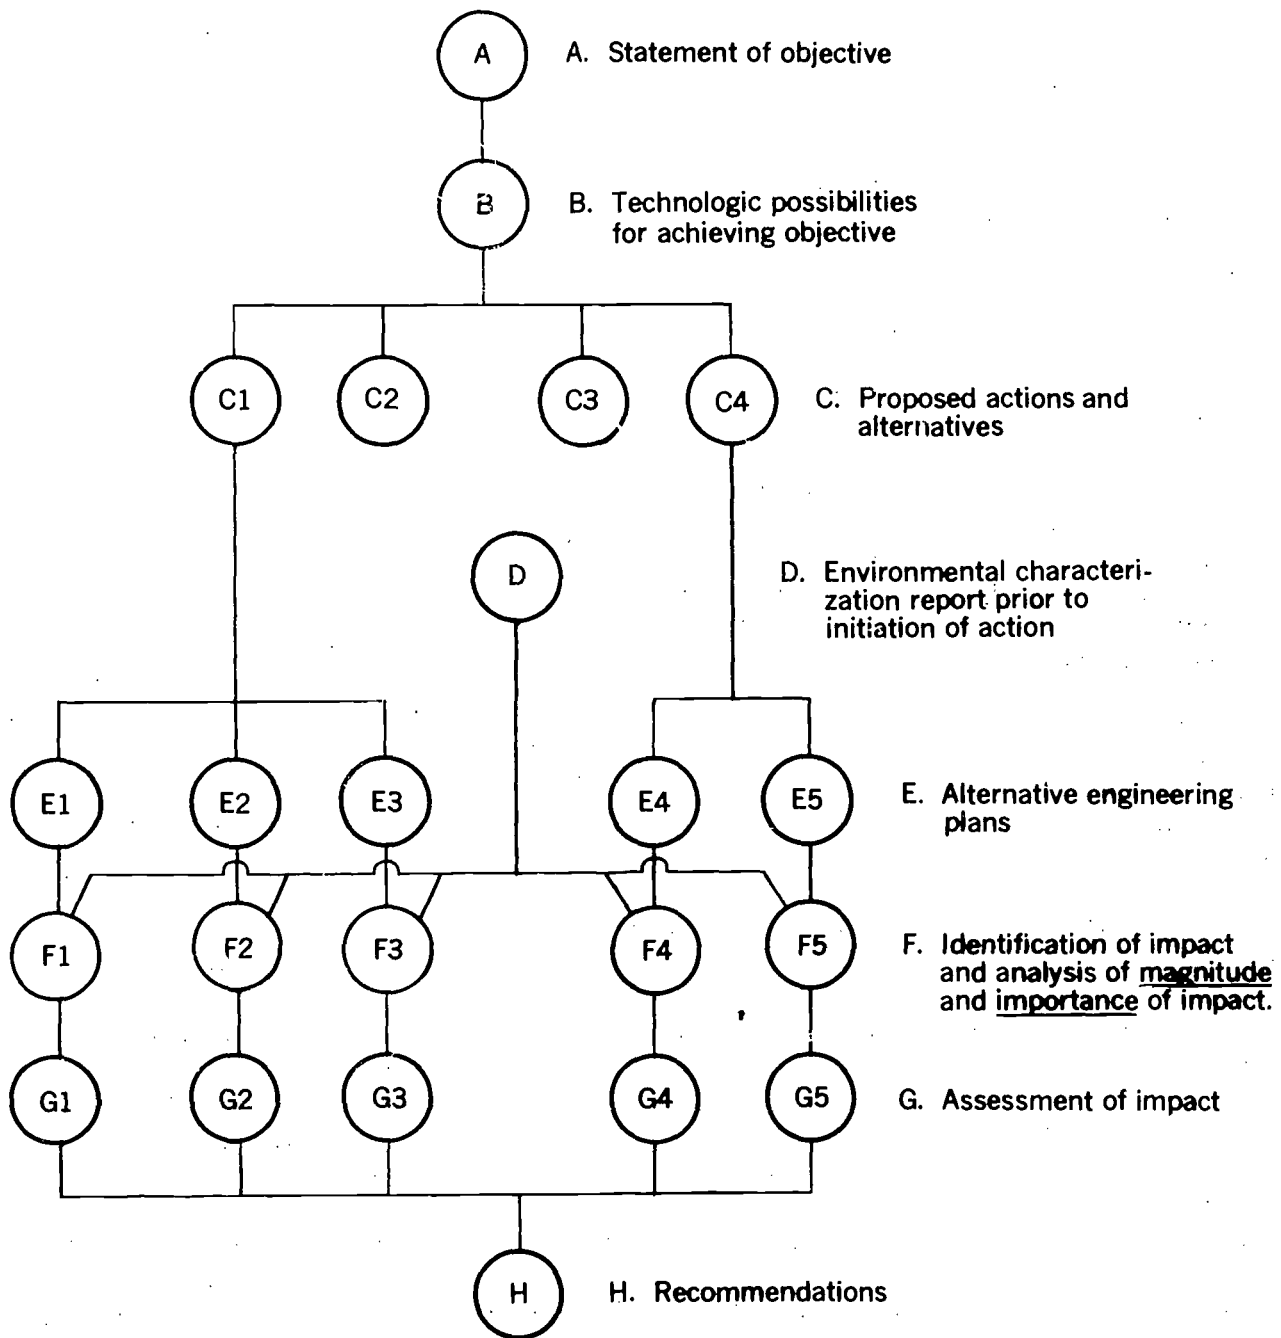 A
A. Statement of objective
B
B. Technologic possibilities
for achieving objective
C1
C2
C3
C4
C. Proposed actions and
alternatives
D
D. Environmental characteri-
zation report prior to
initiation of action
E1
E2
E3
E4
E5
E. Alternative engineering
plans
F1
F2
F3
F4
F5
F. Identification of impact
and analysis of magnitude
and importance of impact.
G1
G2
G3
G4
G5
G. Assessment of impact
H
H. Recommendations